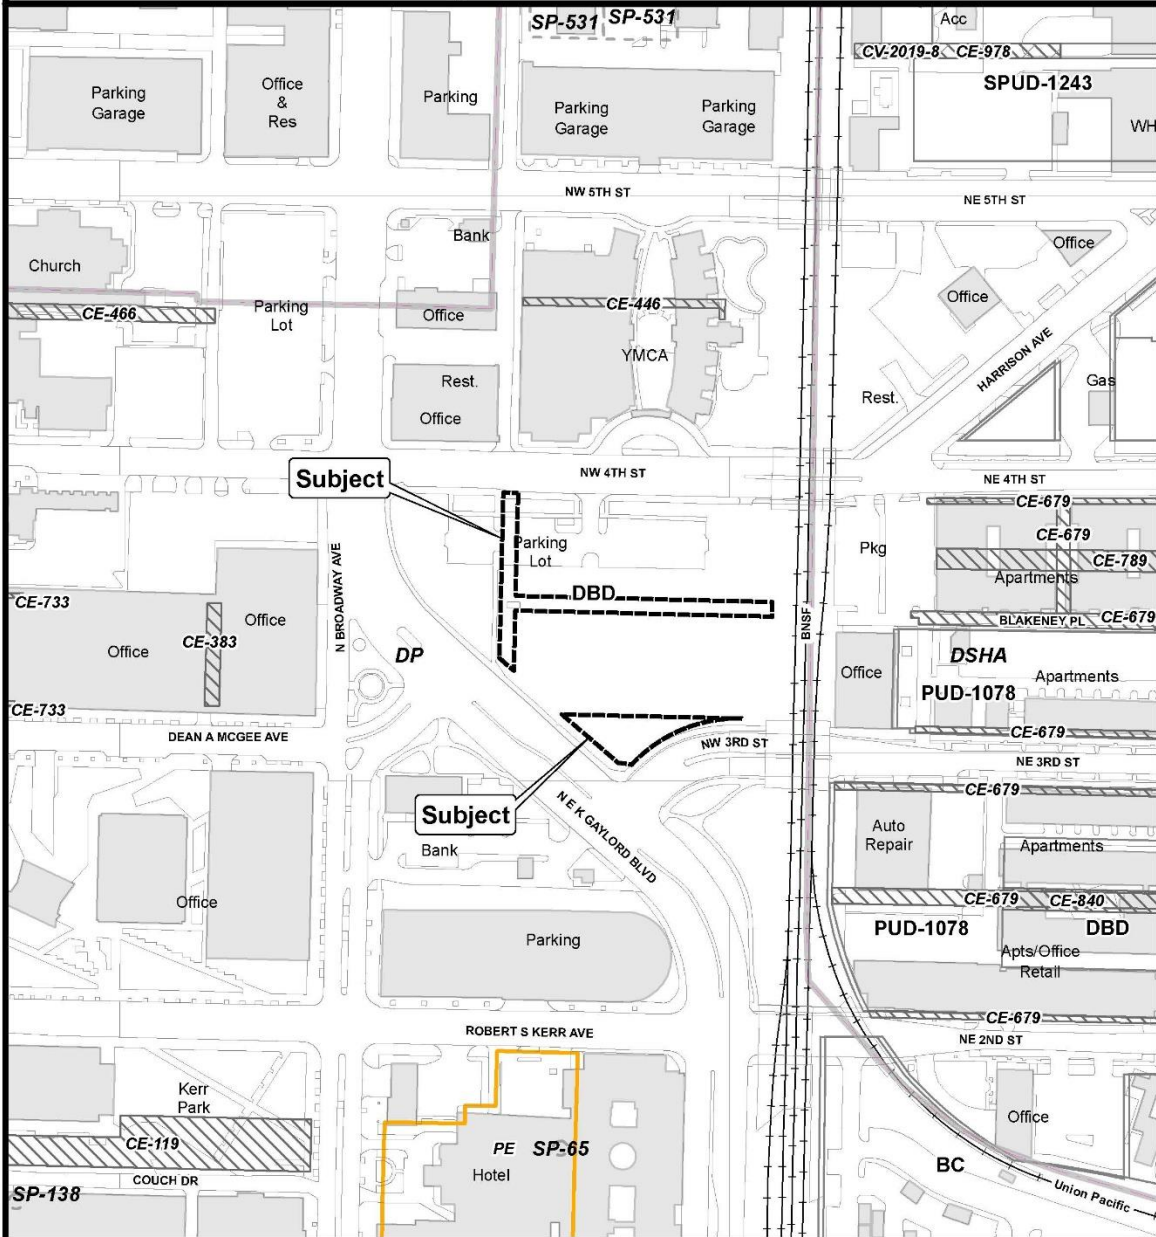 SP-531
SP-531
Acc
CV-2019-8
CE-978
SPUD-1243
Parking
Garage
Office
&
Res
Parking
Parking
Garage
Parking
Garage
WH
NW 5TH ST
NE 5TH ST
Church
Bank
Office
Office
CE-466
Parking
Lot
Office
CE-446
YMCA
HARRISON AVE
Rest.
Office
Rest.
Gas
NW 4TH ST
NE 4TH ST
Subject
CE-679
Parking
Lot
Pkg
CE-679
CE-789
Apartments
N BROADWAY AVE
CE-733
DBD
CE-679
BLAKENEY PL
Office
CE-383
Office
BNSF
DP
Office
DSHA
Apartments
PUD-1078
CE-733
CE-679
DEAN A MCGEE AVE
NW 3RD ST
NE 3RD ST
CE-679
Subject
N E K GAYLORD BLVD
Bank
Auto
Repair
Apartments
Office
CE-679
CE-840
PUD-1078
DBD
Parking
Apts/Office
Retail
CE-679
ROBERT S KERR AVE
NE 2ND ST
Kerr
Park
Office
CE-119
PE
SP-65
Hotel
BC
COUCH DR
SP-138
Union Pacific